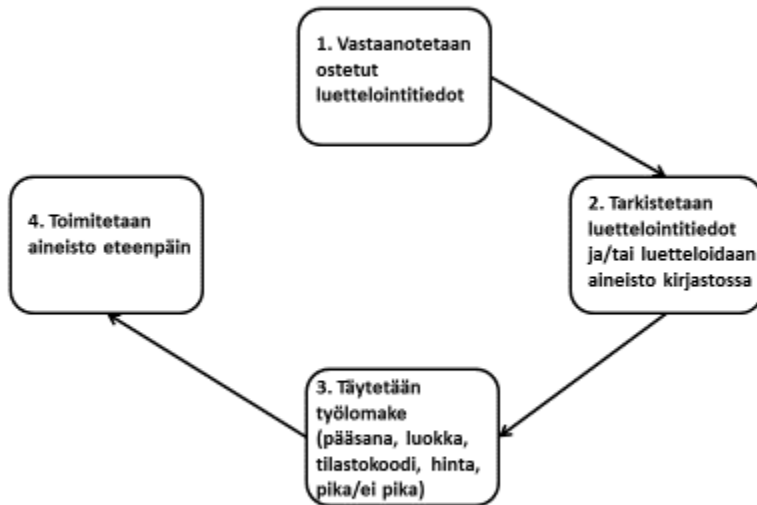 1. Vastaanotetaan
ostetut
luettelointitiedot
2. Tarkistetaan
luettelointitiedot
ja/tai luetteloidaan
aineisto kirjastossa
3. Täytetään
työlomake
(pääsana, luokka,
tilastokoodi, hinta,
pika/ei pika)
4. Toimitetaan
aineisto eteenpäin